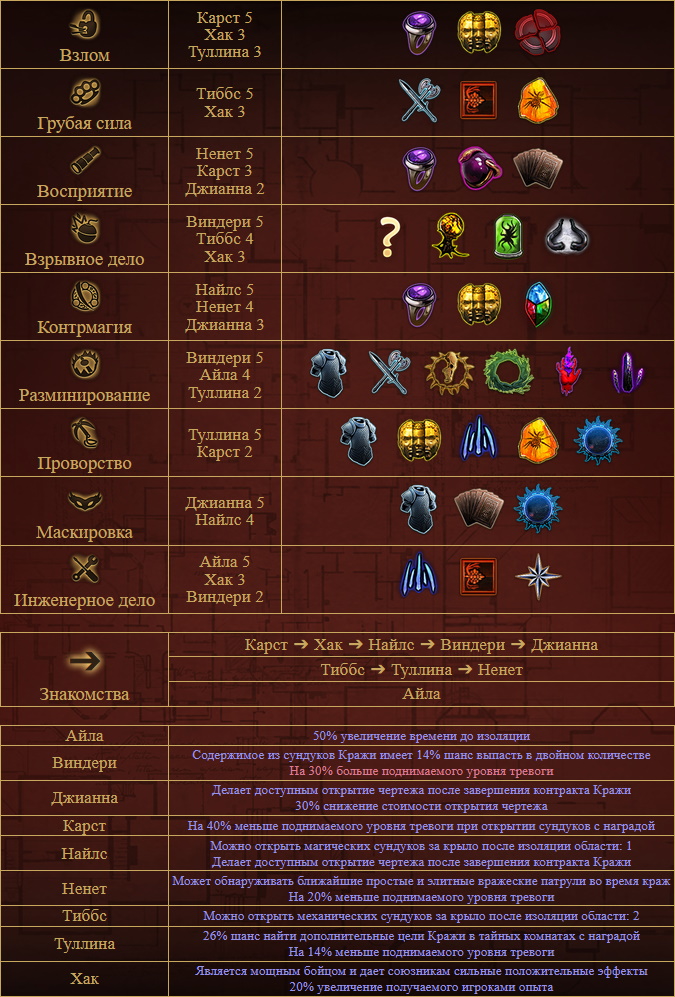 Взлом
Карст 5
Хак 3
Туллина 3
Грубая сила
Тиббс 5
Хак 3
Восприятие
Ненет 5
Карст 3
Джианна 2
Взрывное дело
Виндери 5
Тиббс 4
Хак 3
?
Контрмагия
Найлс 5
Ненет 4
Джианна 3
Разминирование
Виндери 5
Айла 4
Туллина 2
Проворство
Туллина 5
Карст 2
Маскировка
Джианна 5
Найлс 4
Инженерное дело
Айла 5
Хак 3
Виндери 2
Знакомства
Карст ➔ Хак ➔ Найлс ➔ Виндери ➔ Джианна
Тиббс ➔ Туллина ➔ Ненет
Айла
Айла
50% увеличение времени до изоляции
Виндери
Содержимое из сундуков Кражи имеет 14% шанс выпасть в двойном количестве
На 30% больше поднимаемого уровня тревоги
Джианна
Делает доступным открытие чертежа после завершения контракта Кражи
30% снижение стоимости открытия чертежа
Карст
На 40% меньше поднимаемого уровня тревоги при открытии сундуков с наградой
Найлс
Можно открыть магических сундуков за крыло после изоляции области: 1
Делает доступным открытие чертежа после завершения контракта Кражи
Ненет
Может обнаруживать ближайшие простые и элитные вражеские патрули во время краж
На 20% меньше поднимаемого уровня тревоги
Тиббс
Можно открыть механических сундуков за крыло после изоляции области: 2
Туллина
26% шанс найти дополнительные цели Кражи в тайных комнатах с наградой
На 14% меньше поднимаемого уровня тревоги
Хак
Является мощным бойцом и дает союзникам сильные положительные эффекты
20% увеличение получаемого игроками опыта